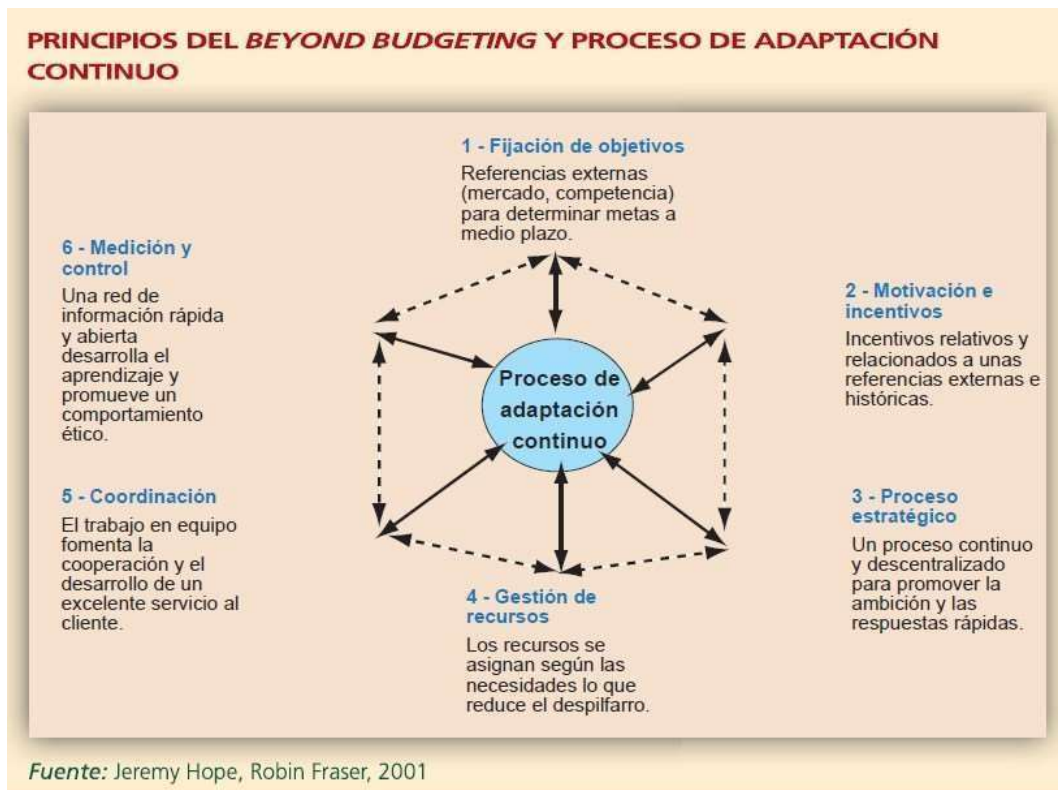 PRINCIPIOS DEL BEYOND BUDGETING Y PROCESO DE ADAPTACIÓN
CONTINUO
1 - Fijación de objetivos
Referencias externas
(mercado, competencia)
para determinar metas a
medio plazo.
2 - Motivación e
incentivos
Incentivos relativos y
relacionados a unas
referencias externas e
históricas.
3 - Proceso
estratégico
Un proceso continuo
y descentralizado
para promover la
ambición y las
respuestas rápidas.
4 - Gestión de
recursos
Los recursos se
asignan según las
necesidades lo que
reduce el despilfarro.
5 - Coordinación
El trabajo en equipo
fomenta la
cooperación y el
desarrollo de un
excelente servicio al
cliente.
6 - Medición y
control
Una red de
información rápida
y abierta
desarrolla el
aprendizaje y
promueve un
comportamiento
ético.
Proceso de
adaptación
continuo
Fuente: Jeremy Hope, Robin Fraser, 2001